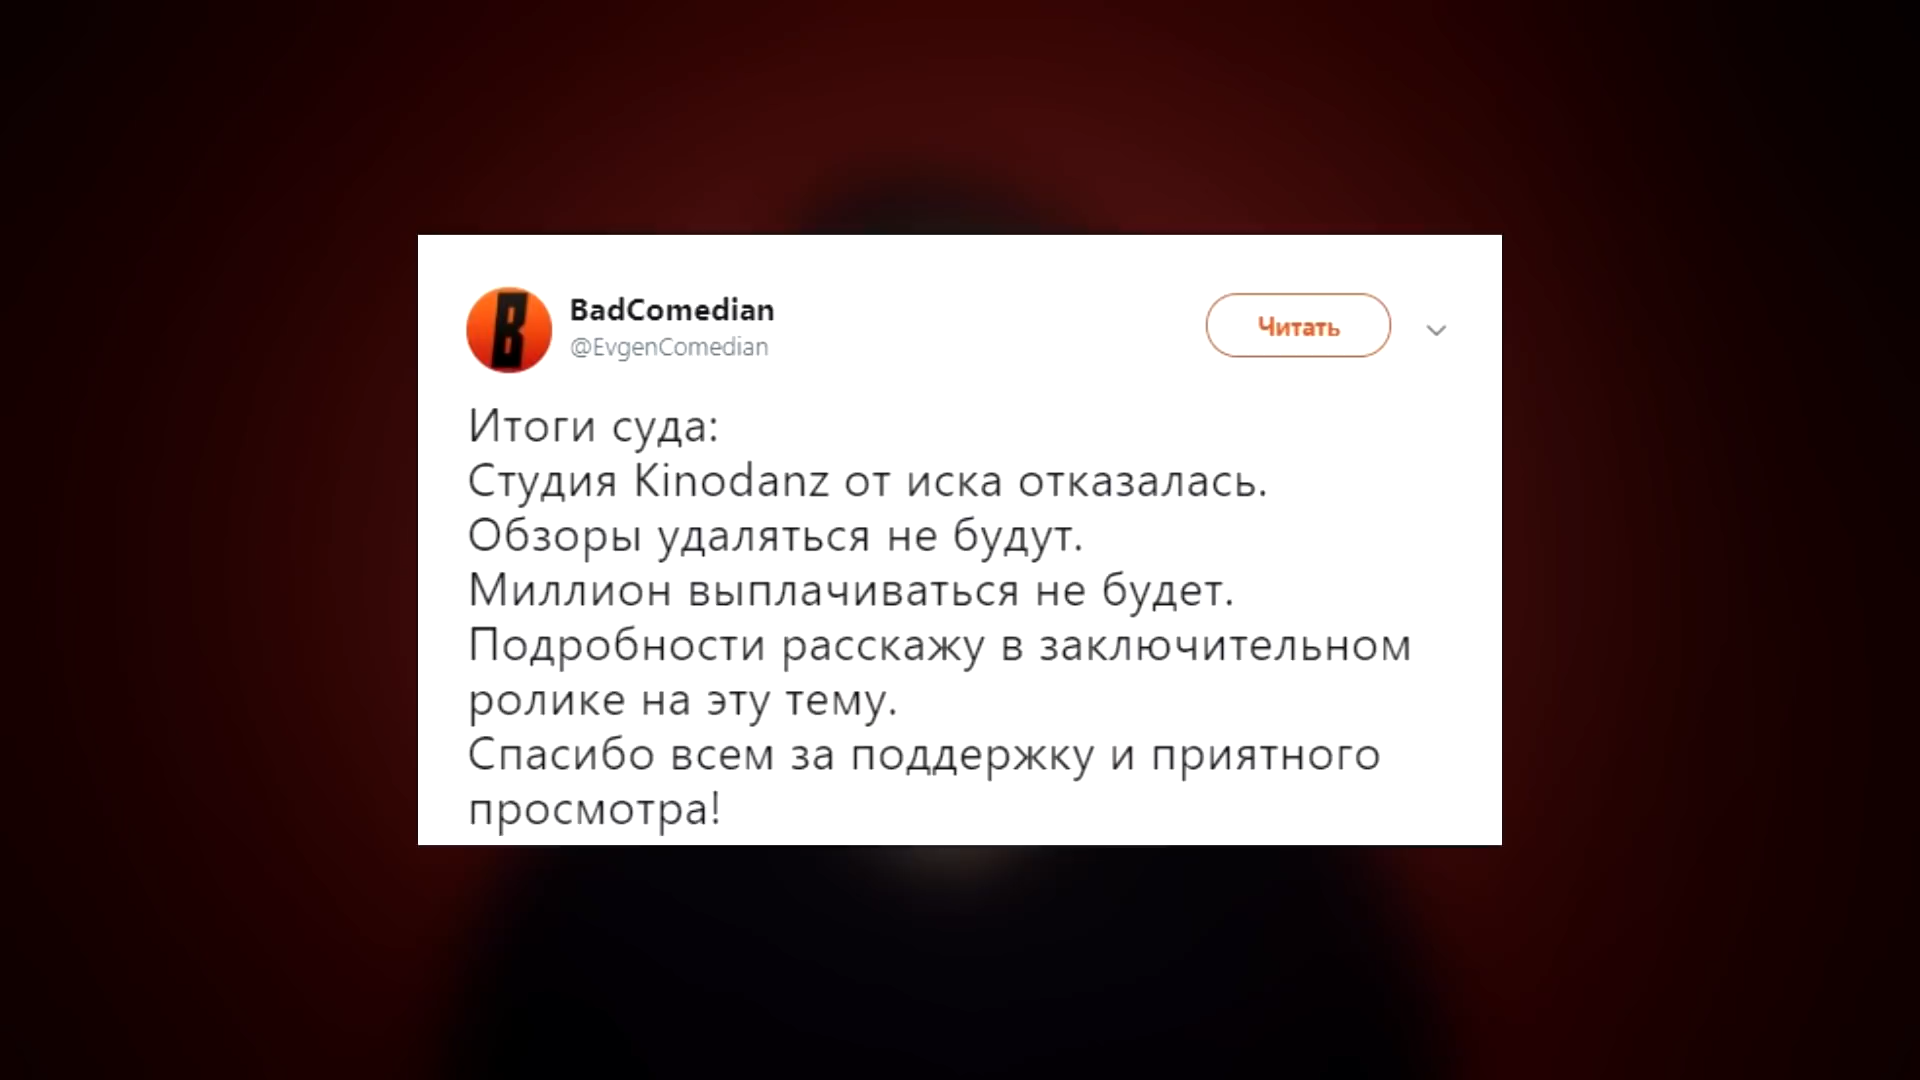 BadComedian
@EvgenComedian
Читать
Итоги суда:
Студия Kinodanz от иска отказалась.
Обзоры удаляться не будут.
Миллион выплачиваться не будет.
Подробности расскажу в заключительном
ролике на эту тему.
Спасибо всем за поддержку и приятного
просмотра!